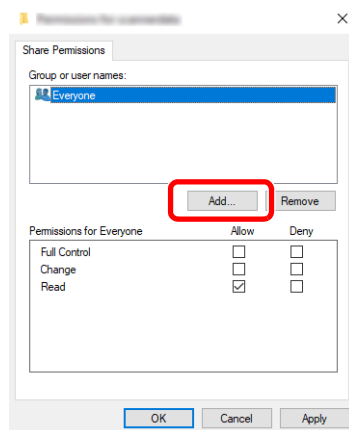 Share Permissions
Group or user names:
Everyone
Add...
Remove
Permissions for Everyone
Allow
Deny
Full Control
Change
Read
OK
Cancel
Apply